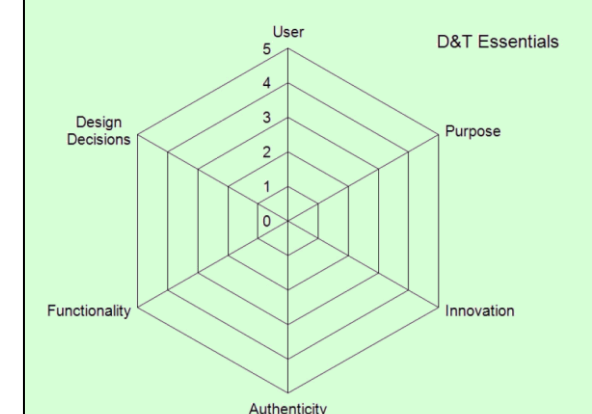 User
D&T Essentials
5
4
3
2
1
0
Design
Decisions
Purpose
Functionality
Innovation
Authenticity